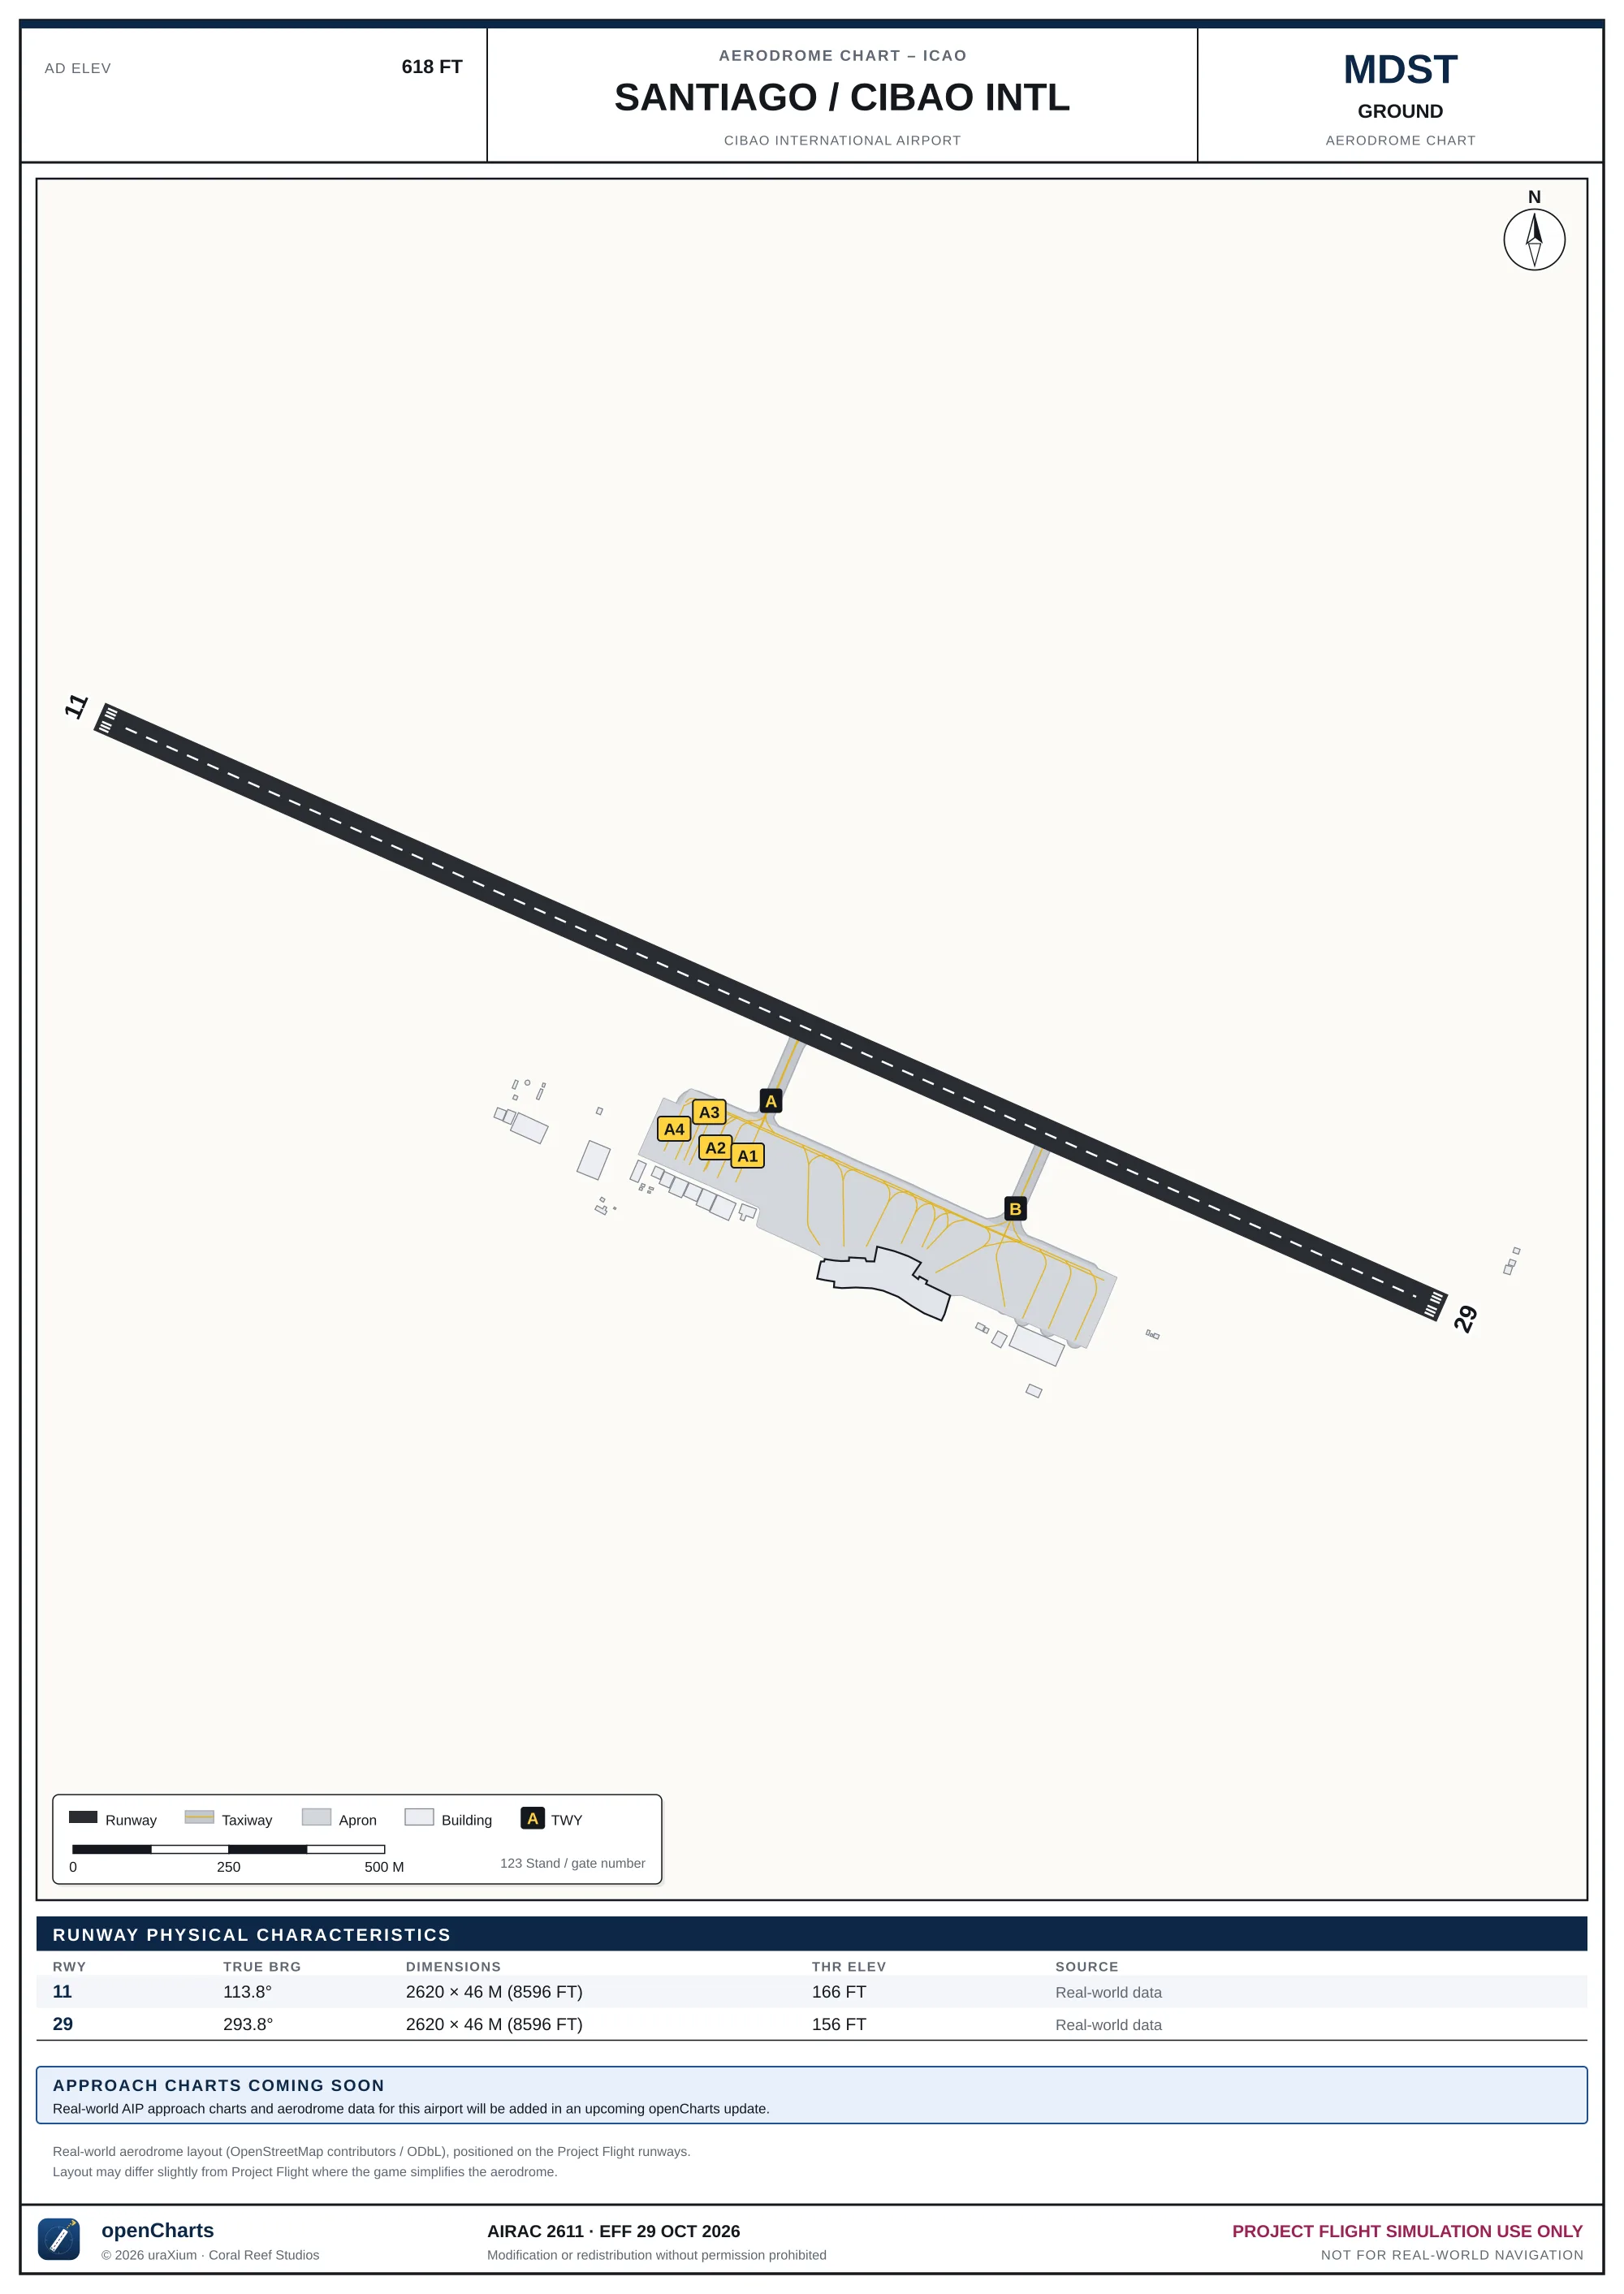 AD ELEV 618 FT
AERODROME CHART – ICAO
SANTIAGO / CIBAO INTL
CIBAO INTERNATIONAL AIRPORT
MDST
GROUND
AERODROME CHART
N
11
A
A3
A4
A2
A1
B
29
Runway Taxiway Apron Building A TWY
0 250 500 M
123 Stand / gate number
RUNWAY PHYSICAL CHARACTERISTICS
RWY TRUE BRG DIMENSIONS THR ELEV SOURCE
11 113.8° 2620 × 46 M (8596 FT) 166 FT Real-world data
29 293.8° 2620 × 46 M (8596 FT) 156 FT Real-world data
APPROACH CHARTS COMING SOON
Real-world AIP approach charts and aerodrome data for this airport will be added in an upcoming openCharts update.
Real-world aerodrome layout (OpenStreetMap contributors / ODbL), positioned on the Project Flight runways.
Layout may differ slightly from Project Flight where the game simplifies the aerodrome.
openCharts
© 2026 uraXium · Coral Reef Studios
AIRAC 2611 · EFF 29 OCT 2026
Modification or redistribution without permission prohibited
PROJECT FLIGHT SIMULATION USE ONLY
NOT FOR REAL-WORLD NAVIGATION